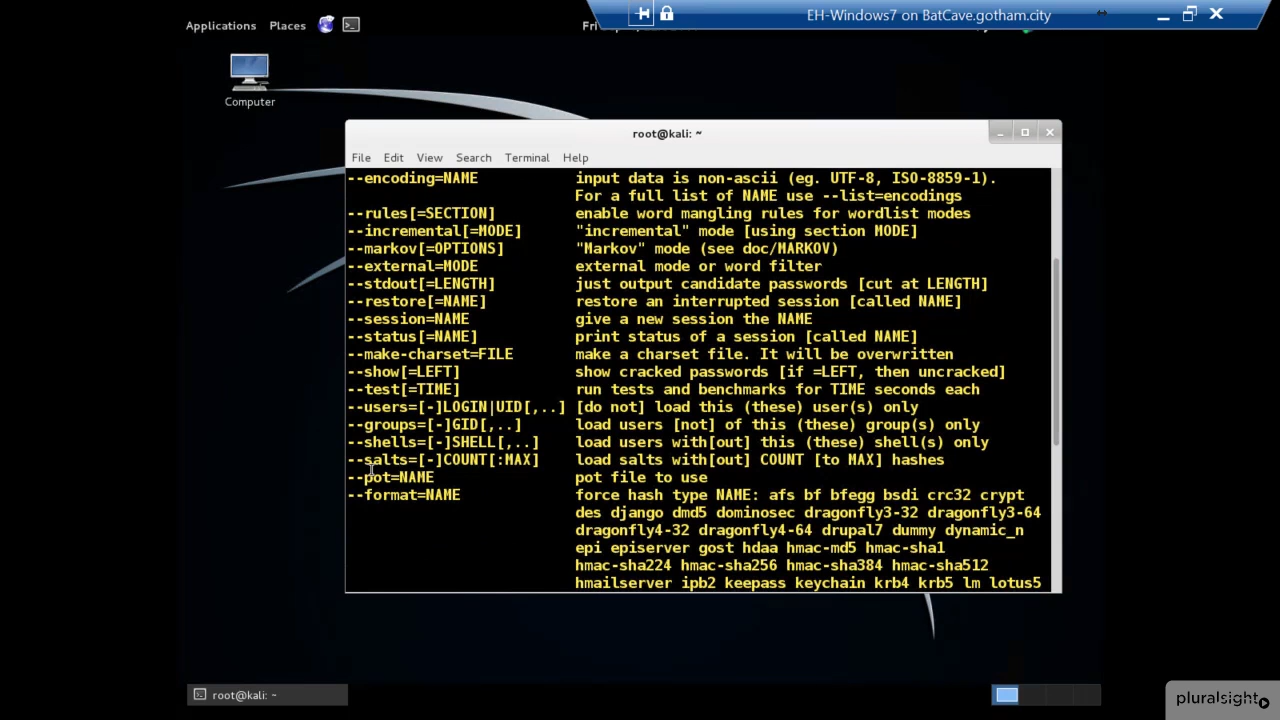 Applications Places Fri
EH-Windows7 on BatCave.gotham.city
Computer
root@kali: ~
File Edit View Search Terminal Help
--encoding=NAME input data is non-ascii (eg. UTF-8, ISO-8859-1).
For a full list of NAME use --list=encodings
--rules[=SECTION] enable word mangling rules for wordlist modes
--incremental[=MODE] "incremental" mode [using section MODE]
--markov[=OPTIONS] "Markov" mode (see doc/MARKOV)
--external=MODE external mode or word filter
--stdout[=LENGTH] just output candidate passwords [cut at LENGTH]
--restore[=NAME] restore an interrupted session [called NAME]
--session=NAME give a new session the NAME
--status[=NAME] print status of a session [called NAME]
--make-charset=FILE make a charset file. It will be overwritten
--show[=LEFT] show cracked passwords [if =LEFT, then uncracked]
--test[=TIME] run tests and benchmarks for TIME seconds each
--users=[-]LOGIN|UID[,..] [do not] load this (these) user(s) only
--groups=[-]GID[,..] load users [not] of this (these) group(s) only
--shells=[-]SHELL[,..] load users with[out] this (these) shell(s) only
--salts=[-]COUNT[:MAX] load salts with[out] COUNT [to MAX] hashes
--pot=NAME pot file to use
--format=NAME force hash type NAME: afs bf bfegg bsdi crc32 crypt
des django dmd5 dominosec dragonfly3-32 dragonfly3-64
dragonfly4-32 dragonfly4-64 drupal7 dummy dynamic_n
epi episerver gost hdaa hmac-md5 hmac-sha1
hmac-sha224 hmac-sha256 hmac-sha384 hmac-sha512
hmailserver ipb2 keepass keychain krb4 krb5 lm lotus5
root@kali: ~
pluralsight